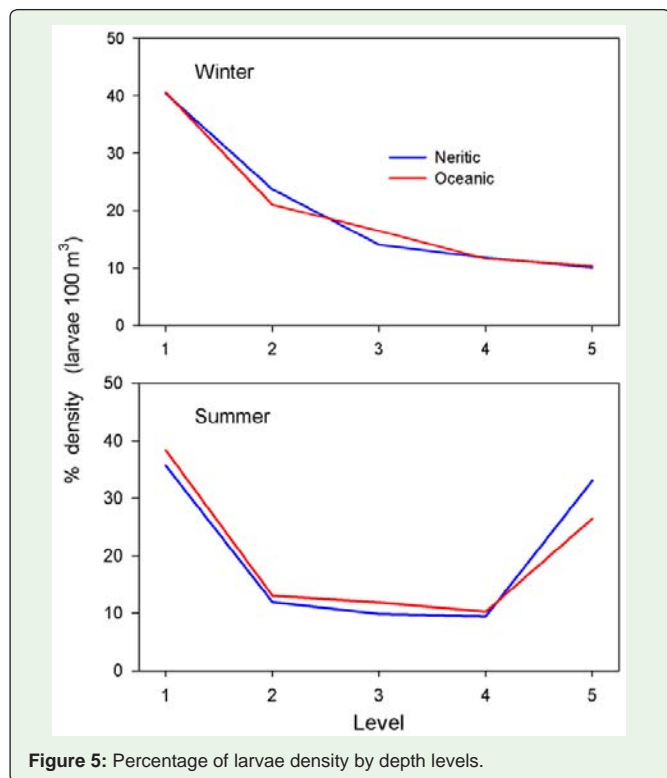 50
Winter
40
30
Neritic
Oceanic
20
10
0
1 2 3 4 5
% density (larvae 100 m³)
50
Summer
40
30
20
10
0
1 2 3 4 5
Level
Figure 5: Percentage of larvae density by depth levels.